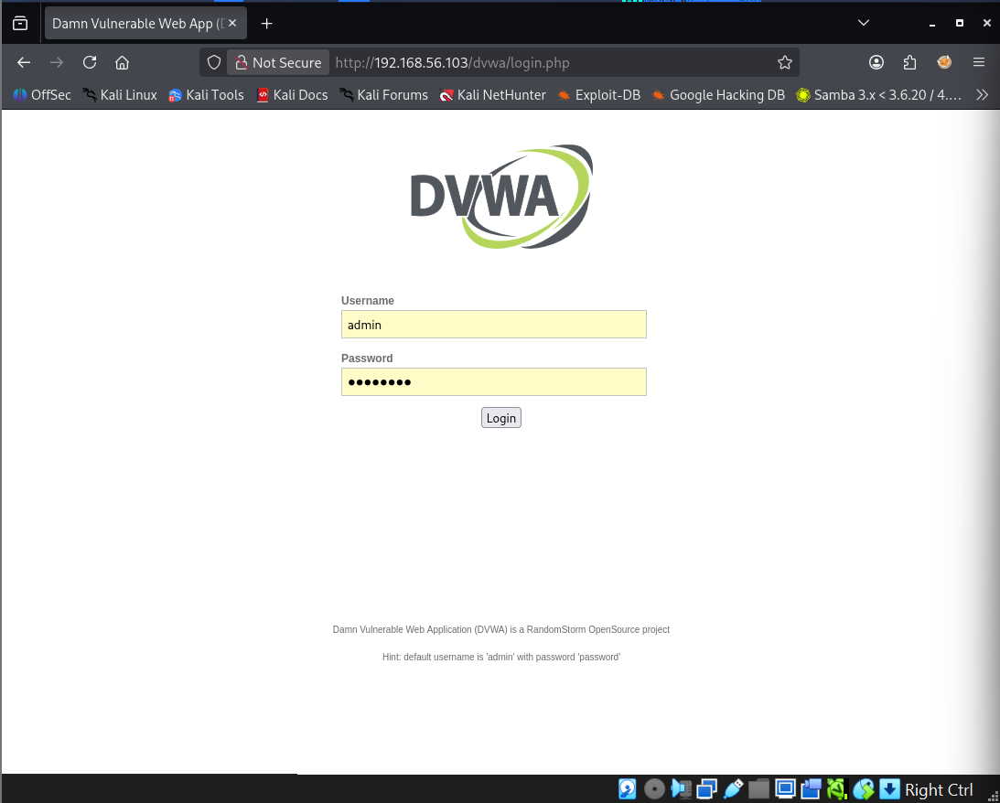 Damn Vulnerable Web App (D
Not Secure http://192.168.56.103/dvwa/login.php
OffSec Kali Linux Kali Tools Kali Docs Kali Forums Kali NetHunter Exploit-DB Google Hacking DB Samba 3.x < 3.6.20 / 4....
DVWA
Username
admin
Password
Login
Damn Vulnerable Web Application (DVWA) is a RandomStorm OpenSource project
Hint: default username is 'admin' with password 'password'
Right Ctrl